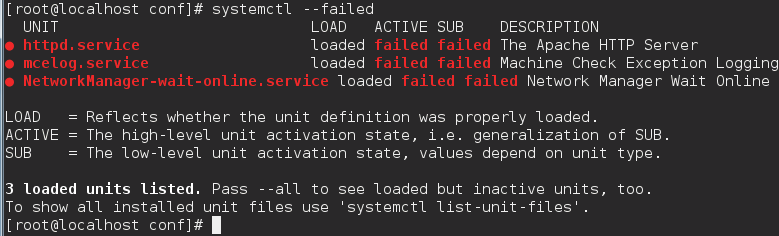 [root@localhost conf]# systemctl --failed
  UNIT                               LOAD   ACTIVE SUB    DESCRIPTION
● httpd.service                      loaded failed failed The Apache HTTP Server
● mcelog.service                     loaded failed failed Machine Check Exception Logging
● NetworkManager-wait-online.service loaded failed failed Network Manager Wait Online
LOAD   = Reflects whether the unit definition was properly loaded.
ACTIVE = The high-level unit activation state, i.e. generalization of SUB.
SUB    = The low-level unit activation state, values depend on unit type.
3 loaded units listed. Pass --all to see loaded but inactive units, too.
To show all installed unit files use 'systemctl list-unit-files'.
[root@localhost conf]#